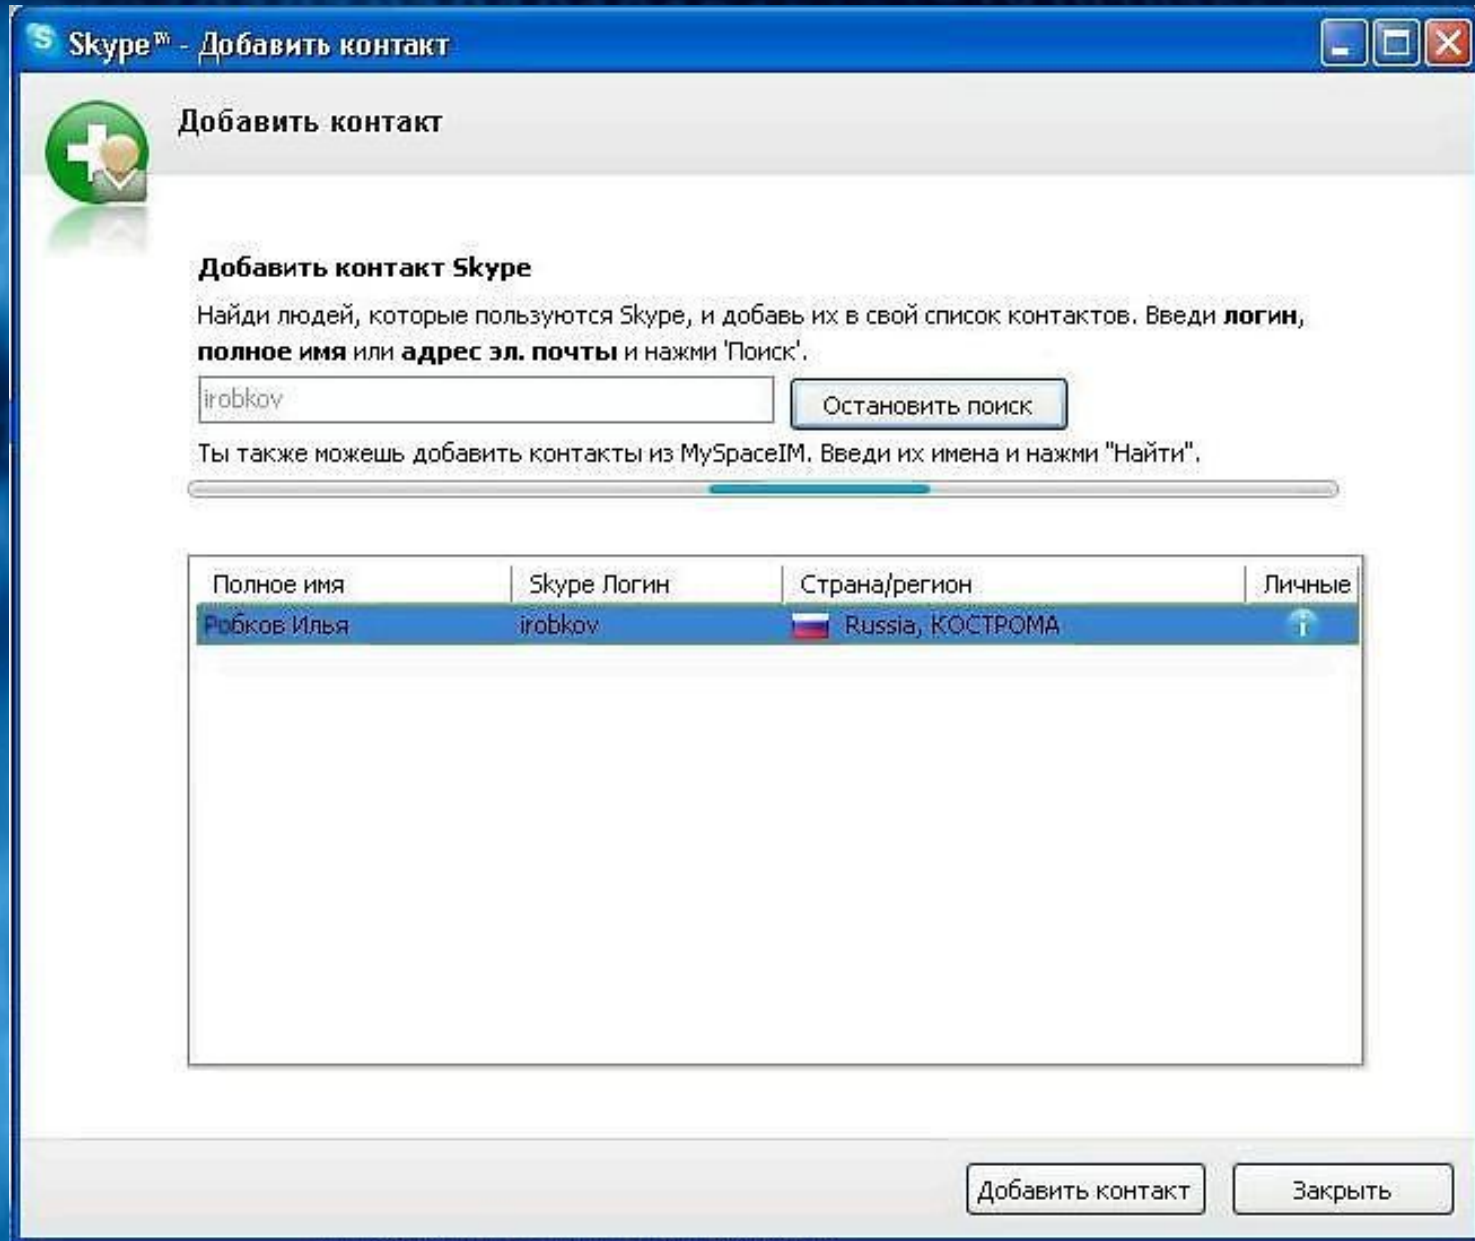 Skype™ - Добавить контакт
Добавить контакт
Добавить контакт Skype
Найди людей, которые пользуются Skype, и добавь их в свой список контактов. Введи логин,
полное имя или адрес эл. почты и нажми 'Поиск'.
irobkov Остановить поиск
Ты также можешь добавить контакты из MySpaceIM. Введи их имена и нажми "Найти".
Полное имя Skype Логин Страна/регион Личные
Робков Илья irobkov Russia, КОСТРОМА
Добавить контакт Закрыть